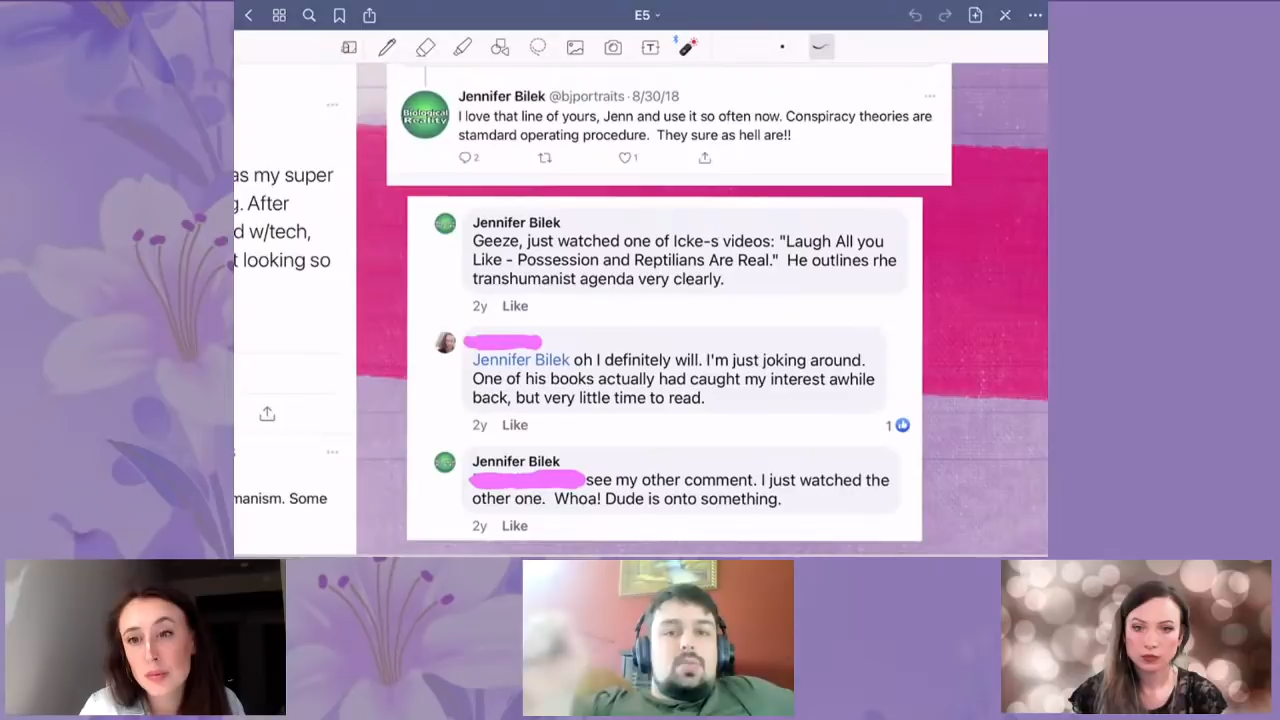 E5
as my super
g. After
d w/tech,
t looking so
manism. Some
Jennifer Bilek @bjportraits · 8/30/18
Biological
Reality
I love that line of yours, Jenn and use it so often now. Conspiracy theories are
stamdard operating procedure. They sure as hell are!!
2
1
Jennifer Bilek
Geeze, just watched one of Icke-s videos: "Laugh All you
Like - Possession and Reptilians Are Real." He outlines rhe
transhumanist agenda very clearly.
2y Like
Jennifer Bilek oh I definitely will. I'm just joking around.
One of his books actually had caught my interest awhile
back, but very little time to read.
2y Like
1
Jennifer Bilek
see my other comment. I just watched the
other one. Whoa! Dude is onto something.
2y Like